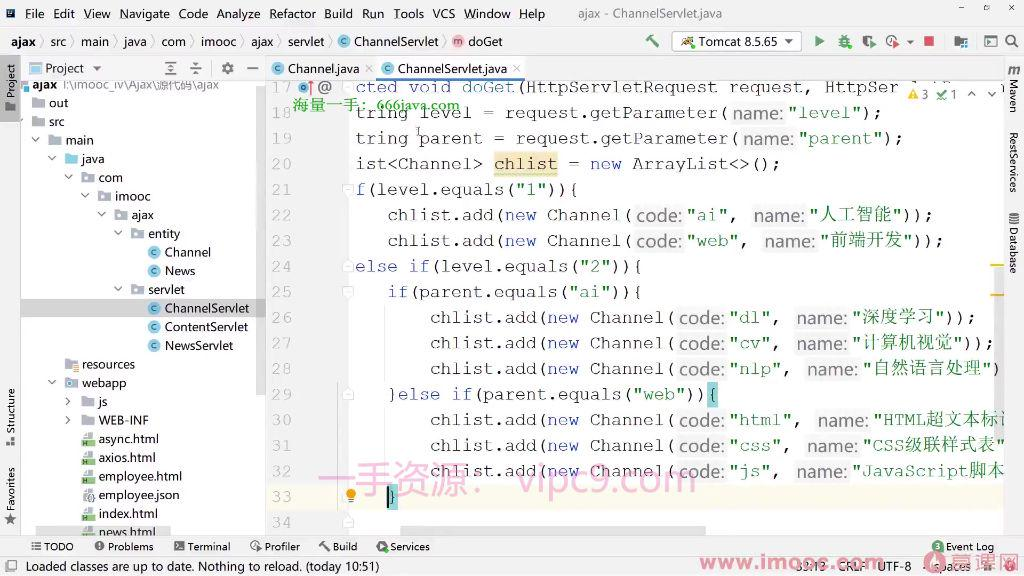 File Edit View Navigate Code Analyze Refactor Build Run Tools VCS Window Help ajax - ChannelServlet.java
ajax src main java com imooc ajax servlet ChannelServlet doGet Tomcat 8.5.65
Project
Channel.java ChannelServlet.java
ajax I:\imooc_iv\Ajax\源代码\ajax
out
src
main
java
com
imooc
ajax
entity
Channel
News
servlet
ChannelServlet
ContentServlet
NewsServlet
resources
webapp
js
WEB-INF
async.html
axios.html
employee.html
employee.json
index.html
news.html
Project
Structure
Favorites
17 cted void doGet(HttpServletRequest request, HttpSer
海量一手：666java.com
3 1
18 tring level = request.getParameter( name: "level");
19 tring parent = request.getParameter( name: "parent");
20 ist<Channel> chlist = new ArrayList<>();
21 f(level.equals("1")){
22 chlist.add(new Channel( code: "ai", name: "人工智能"));
23 chlist.add(new Channel( code: "web", name: "前端开发"));
24 else if(level.equals("2")){
25 if(parent.equals("ai")){
26 chlist.add(new Channel( code: "dl", name: "深度学习"));
27 chlist.add(new Channel( code: "cv", name: "计算机视觉"));
28 chlist.add(new Channel( code: "nlp", name: "自然语言处理")
29 }else if(parent.equals("web")){
30 chlist.add(new Channel( code: "html", name: "HTML超文本标记
31 chlist.add(new Channel( code: "css", name: "CSS级联样式表"
32 chlist.add(new Channel( code: "js", name: "JavaScript脚本
一手资源： vipc9.com
33 }
34
Maven
RestServices
Database
TODO Problems Terminal Profiler Build Services 3 Event Log
Loaded classes are up to date. Nothing to reload. (today 10:51) 33:13 CRLF UTF-8 4 spaces
www.imooc.com 慕课网